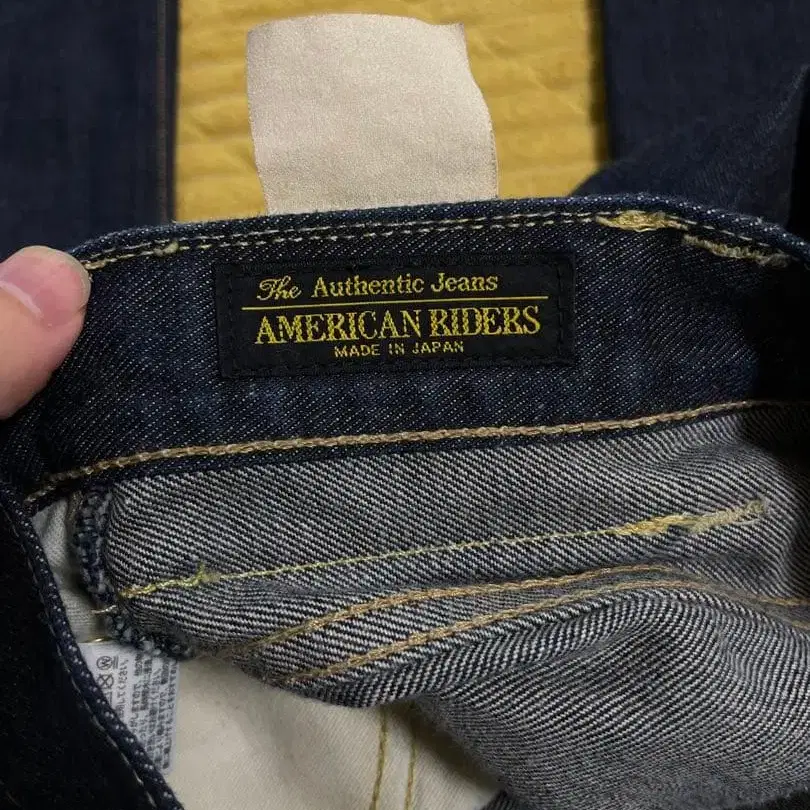 The Authentic Jeans
AMERICAN RIDERS
MADE IN JAPAN